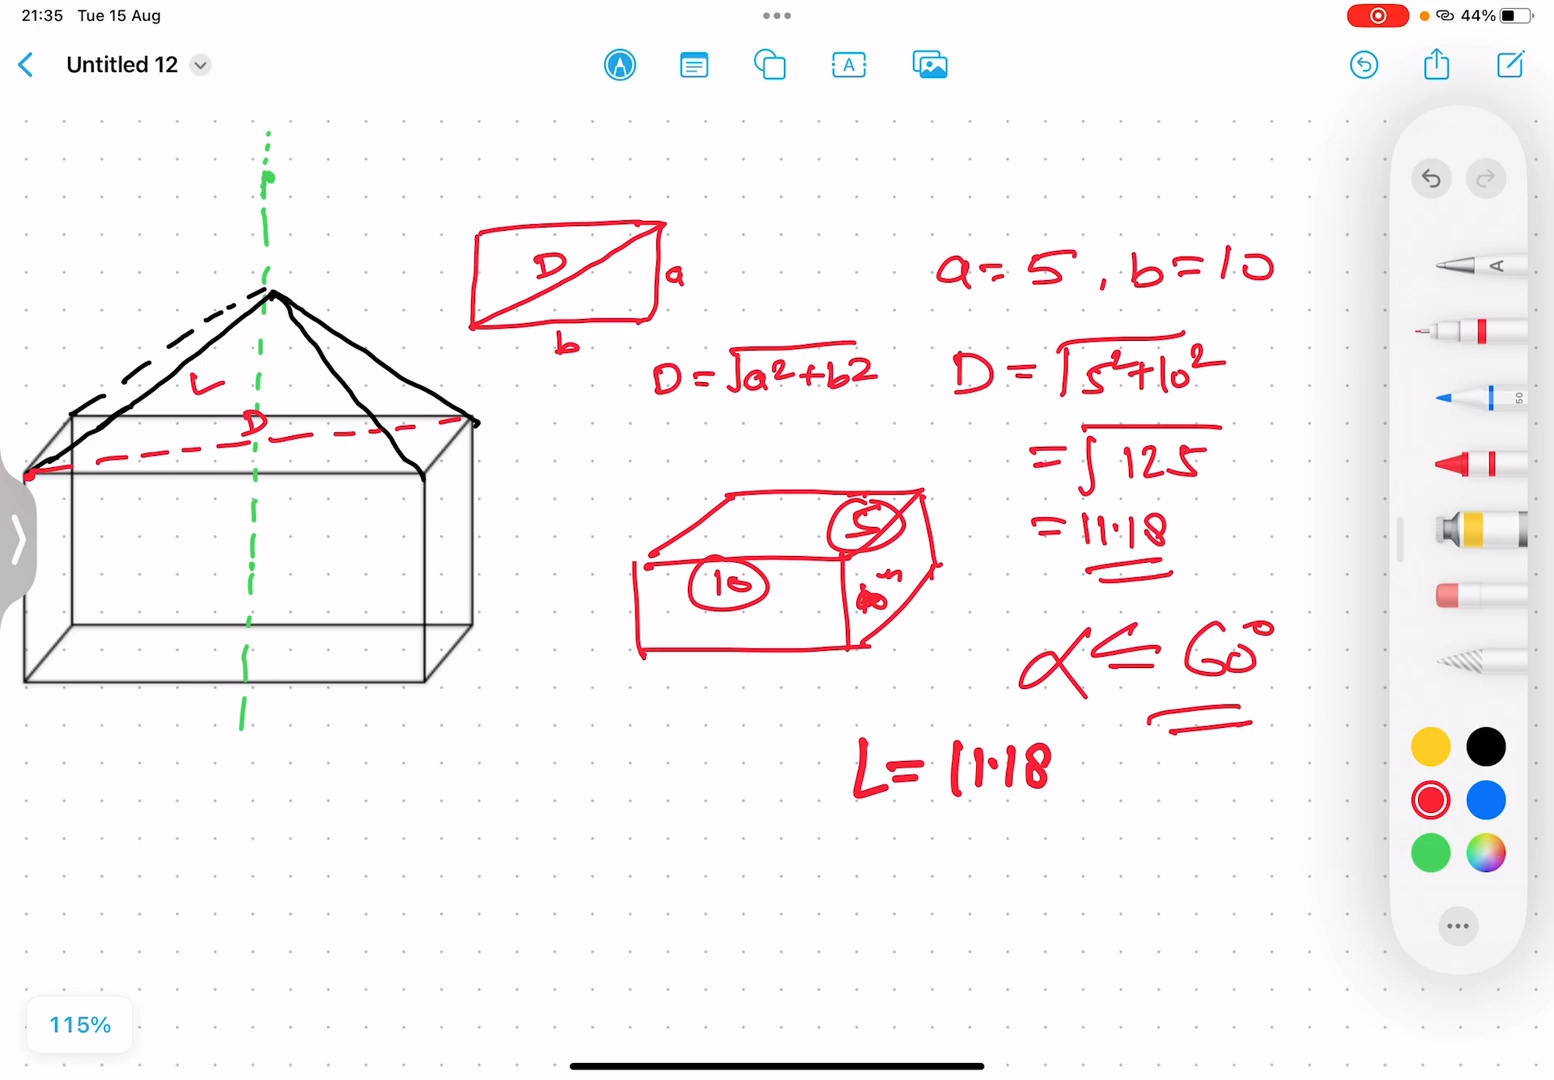 21:35 Tue 15 Aug
44%
Untitled 12
A
D
a
b
a = 5 , b = 10
D = √a2+b2
D = √5²+10²
= √125
= 11.18
L
D
5
10
α ≤ 60°
L = 11.18
A
50
115%